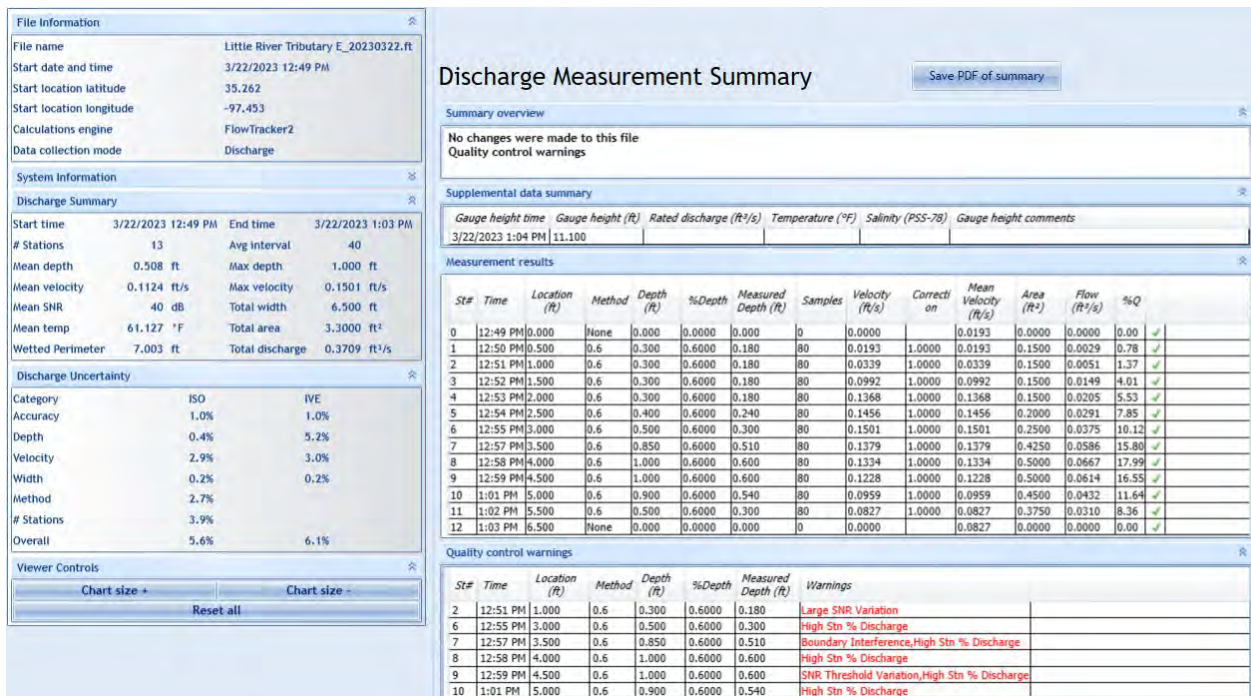 File Information
File name Little River Tributary E_20230322.ft
Start date and time 3/22/2023 12:49 PM
Start location latitude 35.262
Start location longitude -97.453
Calculations engine FlowTracker2
Data collection mode Discharge
System Information
Discharge Summary
Start time 3/22/2023 12:49 PM End time 3/22/2023 1:03 PM
# Stations 13 Avg interval 40
Mean depth 0.508 ft Max depth 1.000 ft
Mean velocity 0.1124 ft/s Max velocity 0.1501 ft/s
Mean SNR 40 dB Total width 6.500 ft
Mean temp 61.127 °F Total area 3.3000 ft²
Wetted Perimeter 7.003 ft Total discharge 0.3709 ft³/s
Discharge Uncertainty
Category ISO IVE
Accuracy 1.0% 1.0%
Depth 0.4% 5.2%
Velocity 2.9% 3.0%
Width 0.2% 0.2%
Method 2.7%
# Stations 3.9%
Overall 5.6% 6.1%
Viewer Controls
Chart size + Chart size -
Reset all
Discharge Measurement Summary
Save PDF of summary
Summary overview
No changes were made to this file
Quality control warnings
Supplemental data summary
Gauge height time Gauge height (ft) Rated discharge (ft³/s) Temperature (°F) Salinity (PSS-78) Gauge height comments
3/22/2023 1:04 PM 11.100
Measurement results
St# Time Location (ft) Method Depth (ft) %Depth Measured Depth (ft) Samples Velocity (ft/s) Correcti on Mean Velocity (ft/s) Area (ft²) Flow (ft³/s) %Q
0 12:49 PM 0.000 None 0.000 0.0000 0.000 0 0.0000 0.0193 0.0000 0.0000 0.00 ✓
1 12:50 PM 0.500 0.6 0.300 0.6000 0.180 80 0.0193 1.0000 0.0193 0.1500 0.0029 0.78 ✓
2 12:51 PM 1.000 0.6 0.300 0.6000 0.180 80 0.0339 1.0000 0.0339 0.1500 0.0051 1.37 ✓
3 12:52 PM 1.500 0.6 0.300 0.6000 0.180 80 0.0992 1.0000 0.0992 0.1500 0.0149 4.01 ✓
4 12:53 PM 2.000 0.6 0.300 0.6000 0.180 80 0.1368 1.0000 0.1368 0.1500 0.0205 5.53 ✓
5 12:54 PM 2.500 0.6 0.400 0.6000 0.240 80 0.1456 1.0000 0.1456 0.2000 0.0291 7.85 ✓
6 12:55 PM 3.000 0.6 0.500 0.6000 0.300 80 0.1501 1.0000 0.1501 0.2500 0.0375 10.12 ✓
7 12:57 PM 3.500 0.6 0.850 0.6000 0.510 80 0.1379 1.0000 0.1379 0.4250 0.0586 15.80 ✓
8 12:58 PM 4.000 0.6 1.000 0.6000 0.600 80 0.1334 1.0000 0.1334 0.5000 0.0667 17.99 ✓
9 12:59 PM 4.500 0.6 1.000 0.6000 0.600 80 0.1228 1.0000 0.1228 0.5000 0.0614 16.55 ✓
10 1:01 PM 5.000 0.6 0.900 0.6000 0.540 80 0.0959 1.0000 0.0959 0.4500 0.0432 11.64 ✓
11 1:02 PM 5.500 0.6 0.500 0.6000 0.300 80 0.0827 1.0000 0.0827 0.3750 0.0310 8.36 ✓
12 1:03 PM 6.500 None 0.000 0.0000 0.000 0 0.0000 0.0827 0.0000 0.0000 0.00 ✓
Quality control warnings
St# Time Location (ft) Method Depth (ft) %Depth Measured Depth (ft) Warnings
2 12:51 PM 1.000 0.6 0.300 0.6000 0.180 Large SNR Variation
6 12:55 PM 3.000 0.6 0.500 0.6000 0.300 High Stn % Discharge
7 12:57 PM 3.500 0.6 0.850 0.6000 0.510 Boundary Interference,High Stn % Discharge
8 12:58 PM 4.000 0.6 1.000 0.6000 0.600 High Stn % Discharge
9 12:59 PM 4.500 0.6 1.000 0.6000 0.600 SNR Threshold Variation,High Stn % Discharge
10 1:01 PM 5.000 0.6 0.900 0.6000 0.540 High Stn % Discharge